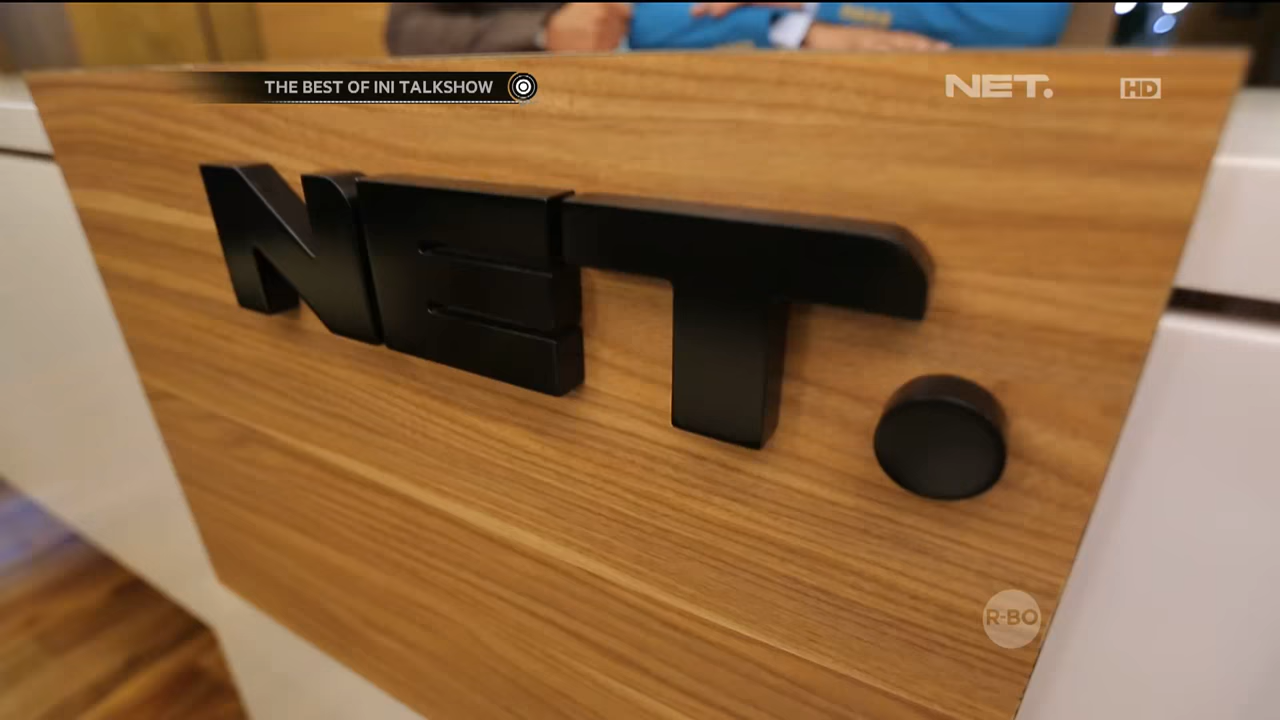 THE BEST OF INI TALKSHOW
NET.
HD
NET.
R-BO